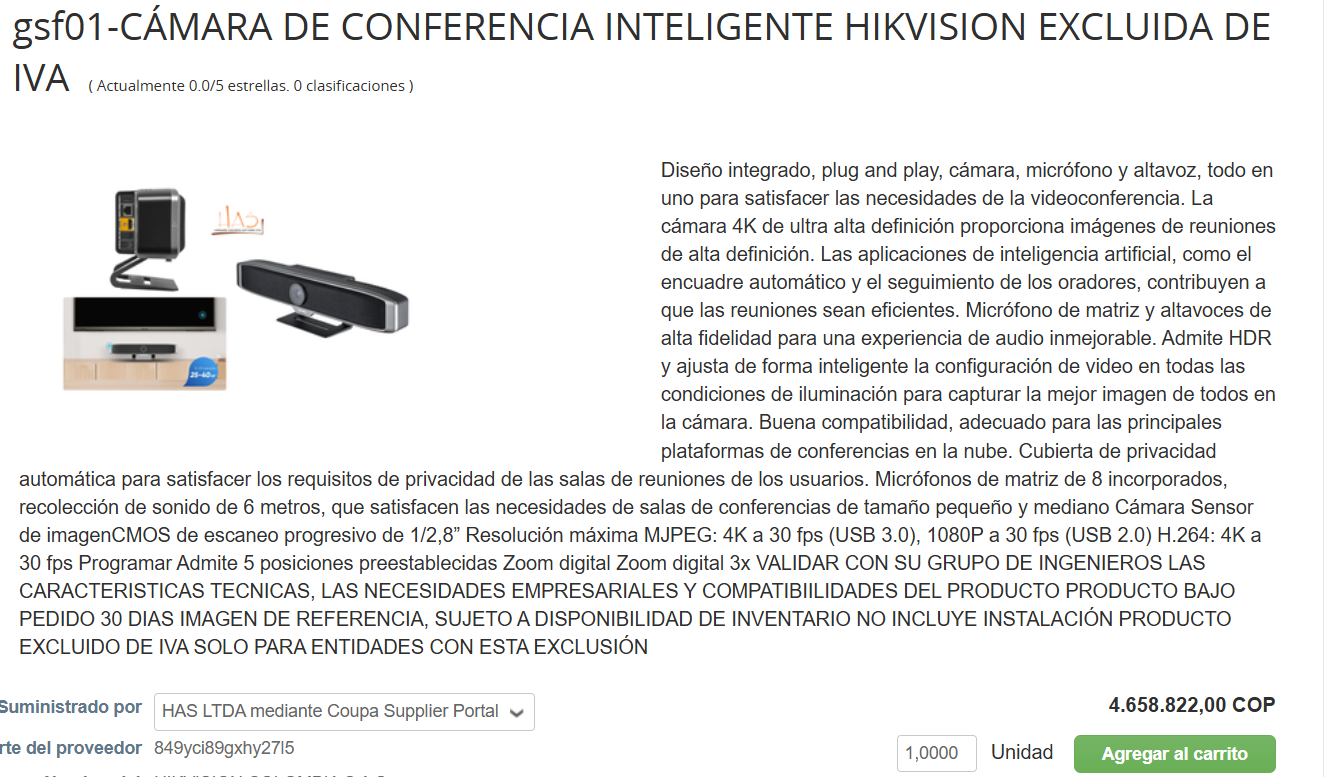 gsf01-CÁMARA DE CONFERENCIA INTELIGENTE HIKVISION EXCLUIDA DE
IVA ( Actualmente 0.0/5 estrellas. 0 clasificaciones )
HAS
25-40
Diseño integrado, plug and play, cámara, micrófono y altavoz, todo en
uno para satisfacer las necesidades de la videoconferencia. La
cámara 4K de ultra alta definición proporciona imágenes de reuniones
de alta definición. Las aplicaciones de inteligencia artificial, como el
encuadre automático y el seguimiento de los oradores, contribuyen a
que las reuniones sean eficientes. Micrófono de matriz y altavoces de
alta fidelidad para una experiencia de audio inmejorable. Admite HDR
y ajusta de forma inteligente la configuración de video en todas las
condiciones de iluminación para capturar la mejor imagen de todos en
la cámara. Buena compatibilidad, adecuado para las principales
plataformas de conferencias en la nube. Cubierta de privacidad
automática para satisfacer los requisitos de privacidad de las salas de reuniones de los usuarios. Micrófonos de matriz de 8 incorporados,
recolección de sonido de 6 metros, que satisfacen las necesidades de salas de conferencias de tamaño pequeño y mediano Cámara Sensor
de imagenCMOS de escaneo progresivo de 1/2,8” Resolución máxima MJPEG: 4K a 30 fps (USB 3.0), 1080P a 30 fps (USB 2.0) H.264: 4K a
30 fps Programar Admite 5 posiciones preestablecidas Zoom digital Zoom digital 3x VALIDAR CON SU GRUPO DE INGENIEROS LAS
CARACTERISTICAS TECNICAS, LAS NECESIDADES EMPRESARIALES Y COMPATIBIILIDADES DEL PRODUCTO PRODUCTO BAJO
PEDIDO 30 DIAS IMAGEN DE REFERENCIA, SUJETO A DISPONIBILIDAD DE INVENTARIO NO INCLUYE INSTALACIÓN PRODUCTO
EXCLUIDO DE IVA SOLO PARA ENTIDADES CON ESTA EXCLUSIÓN
Suministrado por HAS LTDA mediante Coupa Supplier Portal
4.658.822,00 COP
rte del proveedor 849yci89gxhy27l5
1,0000 Unidad Agregar al carrito